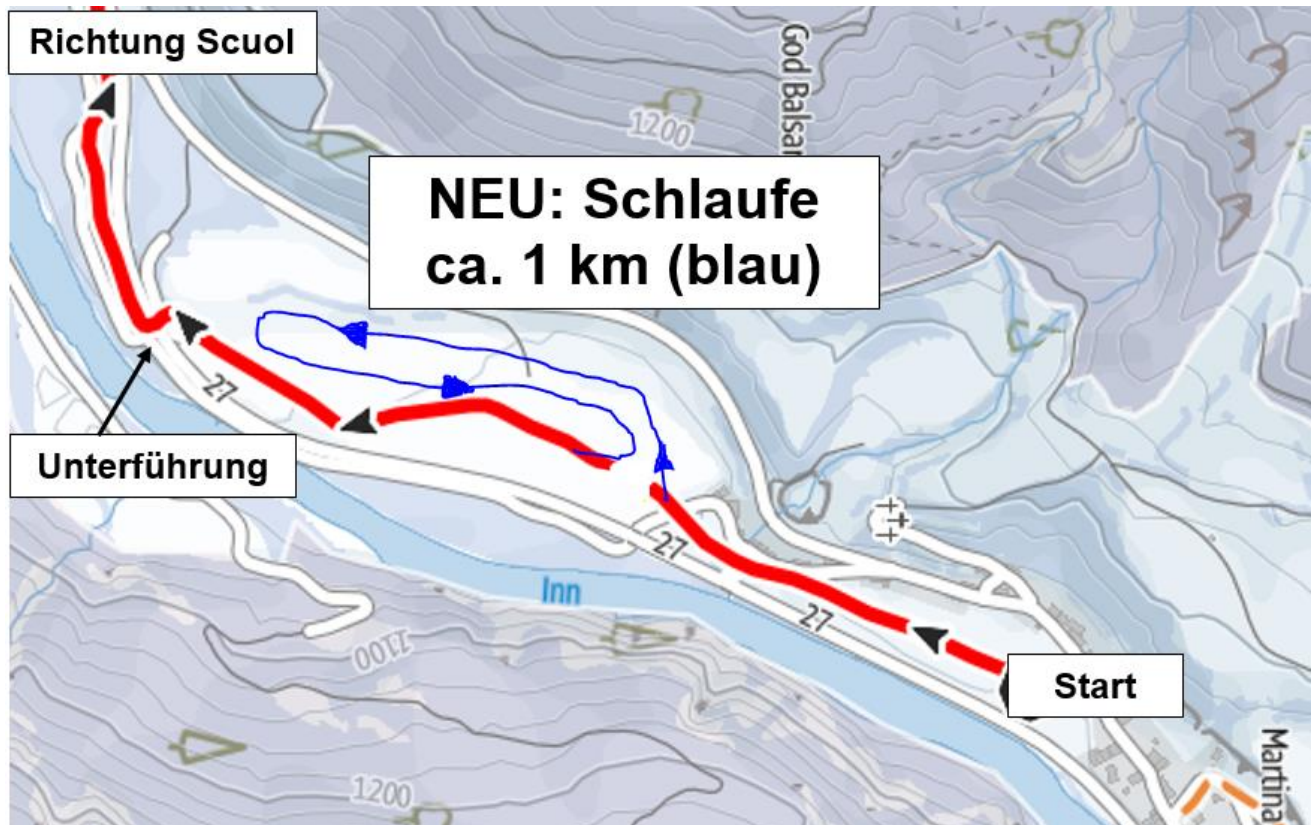 Richtung Scuol
God Balsar
1200
NEU: Schlaufe
ca. 1 km (blau)
27
Unterführung
27
Inn
27
1100
Start
Martina
1200